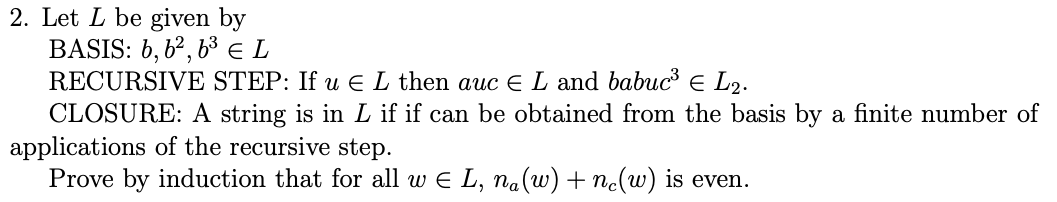 2. Let L be given by
BASIS: b, b², b³ ∈ L
RECURSIVE STEP: If u ∈ L then auc ∈ L and babuc³ ∈ L₂.
CLOSURE: A string is in L if if can be obtained from the basis by a finite number of
applications of the recursive step.
Prove by induction that for all w ∈ L, nₐ(w) + n_c(w) is even.